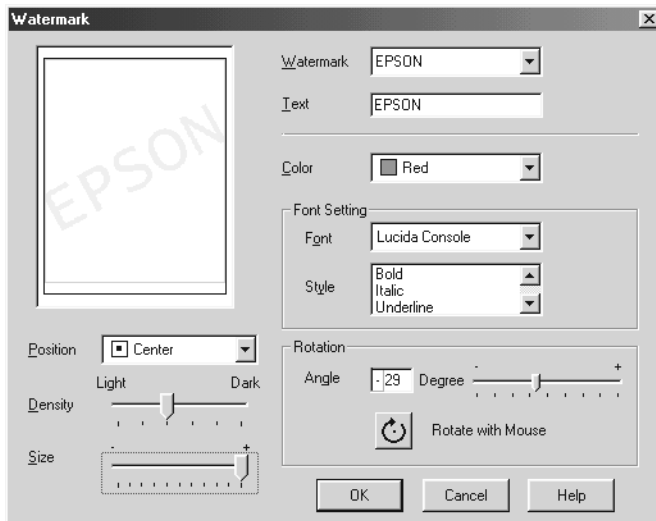 Watermark
EPSON
Watermark EPSON
Text EPSON
Color Red
Font Setting
Font Lucida Console
Style Bold
Italic
Underline
Position Center
Light Dark
Density
Size - +
Rotation
- +
Angle -29 Degree
Rotate with Mouse
OK Cancel Help